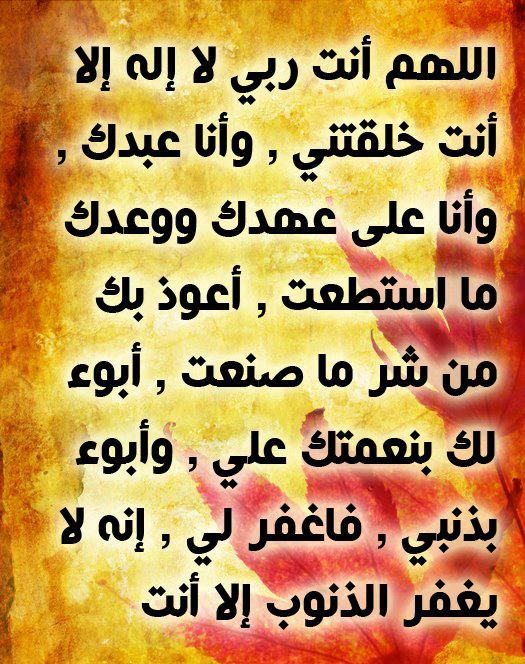 اللهم أنت ربي لا إله إلا
أنت خلقتني , وأنا عبدك ,
وأنا على عهدك ووعدك
ما استطعت , أعوذ بك
من شر ما صنعت , أبوء
لك بنعمتك علي , وأبوء
بذنبي , فاغفر لي , إنه لا
يغفر الذنوب إلا أنت